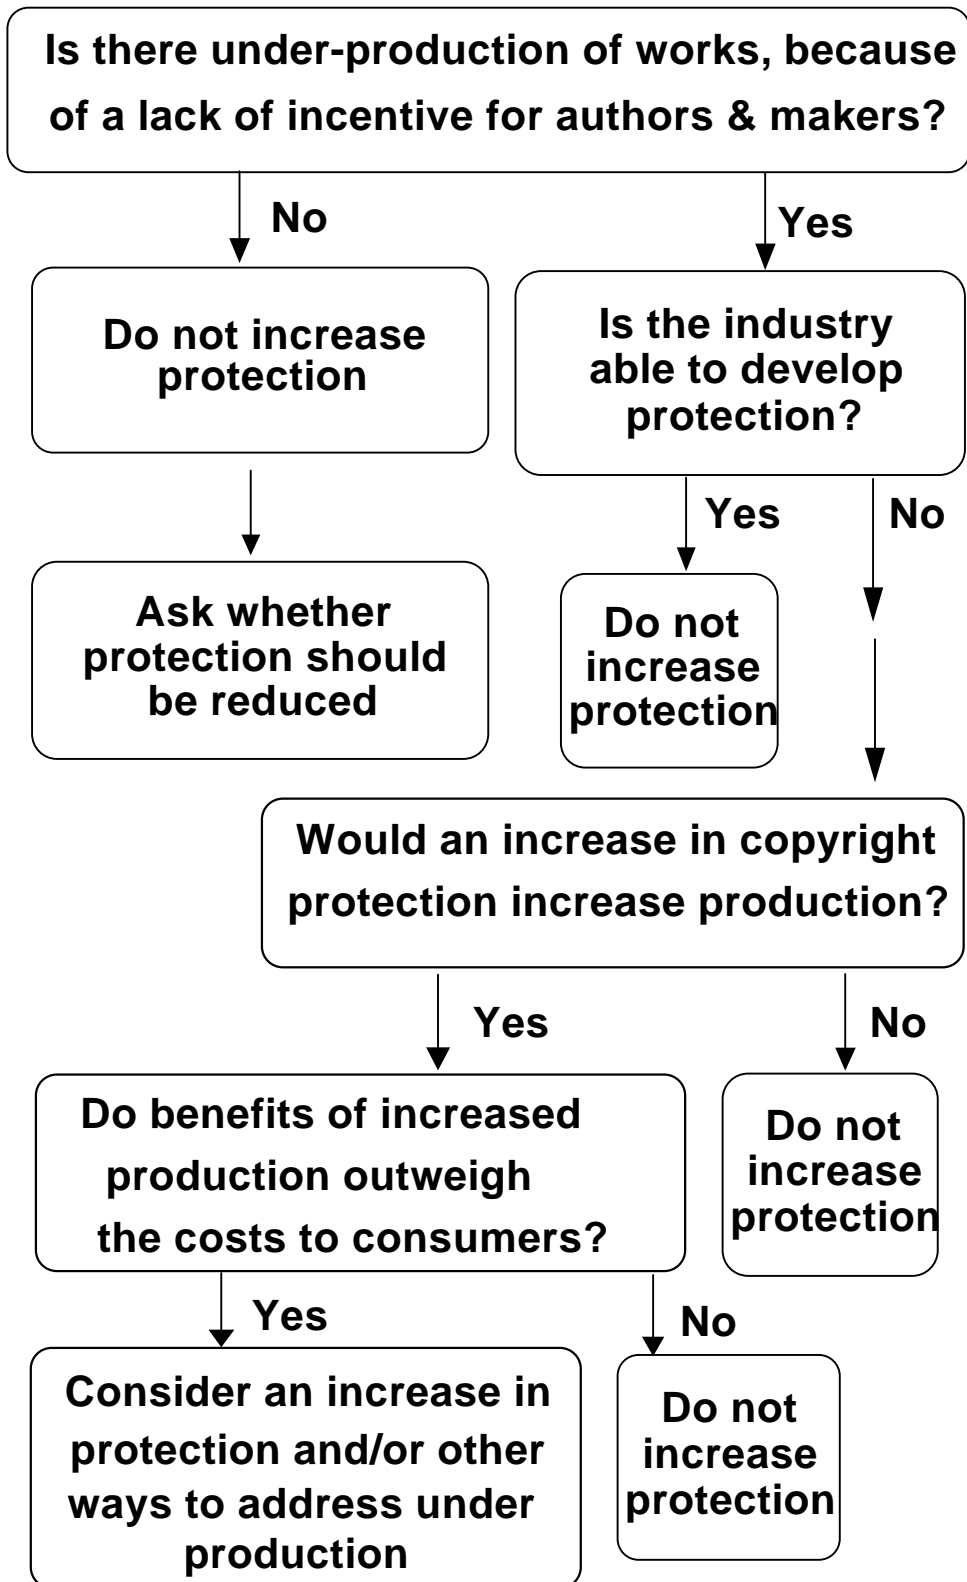 Is there under-production of works, because
of a lack of incentive for authors & makers?
No
Yes
Do not increase
protection
Is the industry
able to develop
protection?
Yes
No
Ask whether
protection should
be reduced
Do not
increase
protection
Would an increase in copyright
protection increase production?
Yes
No
Do benefits of increased
production outweigh
the costs to consumers?
Do not
increase
protection
Yes
No
Consider an increase in
protection and/or other
ways to address under
production
Do not
increase
protection